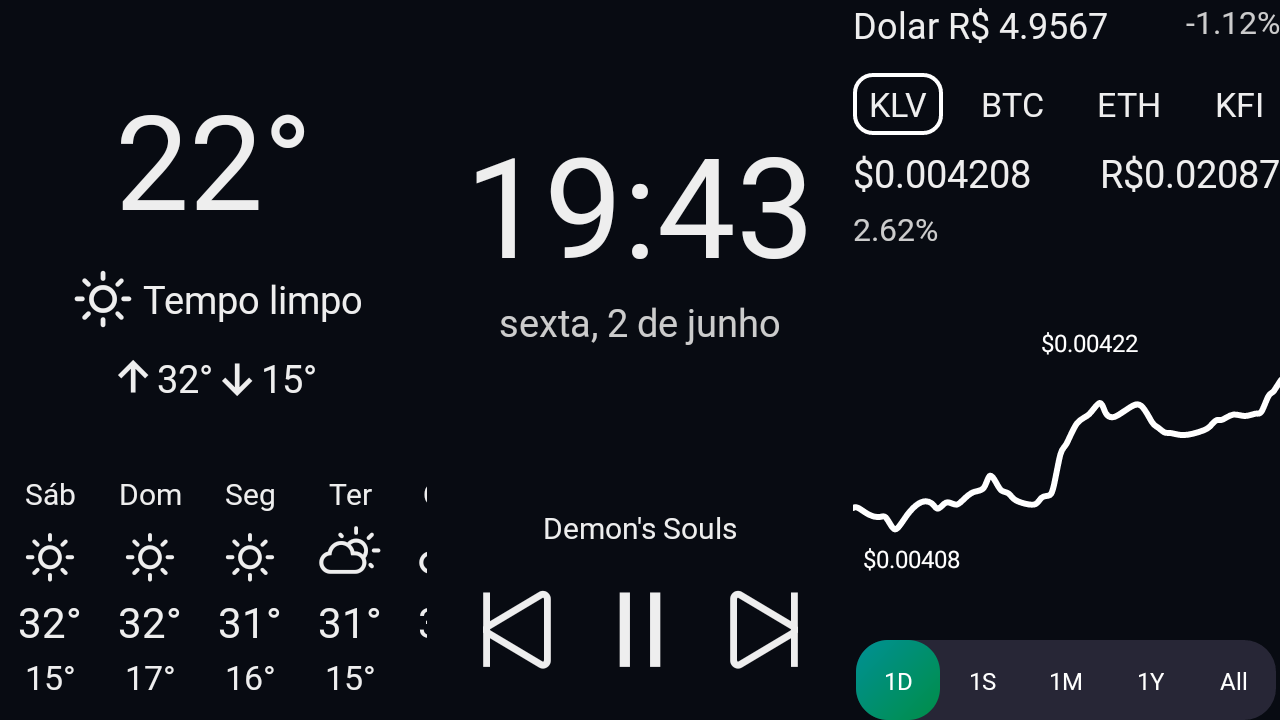 22°
Tempo limpo
32° 15°
Sáb Dom Seg Ter
32° 32° 31° 31°
15° 17° 16° 15°
19:43
sexta, 2 de junho
Demon's Souls
Dolar R$ 4.9567 -1.12%
KLV BTC ETH KFI
$0.004208 R$0.02087
2.62%
$0.00422
$0.00408
1D 1S 1M 1Y All